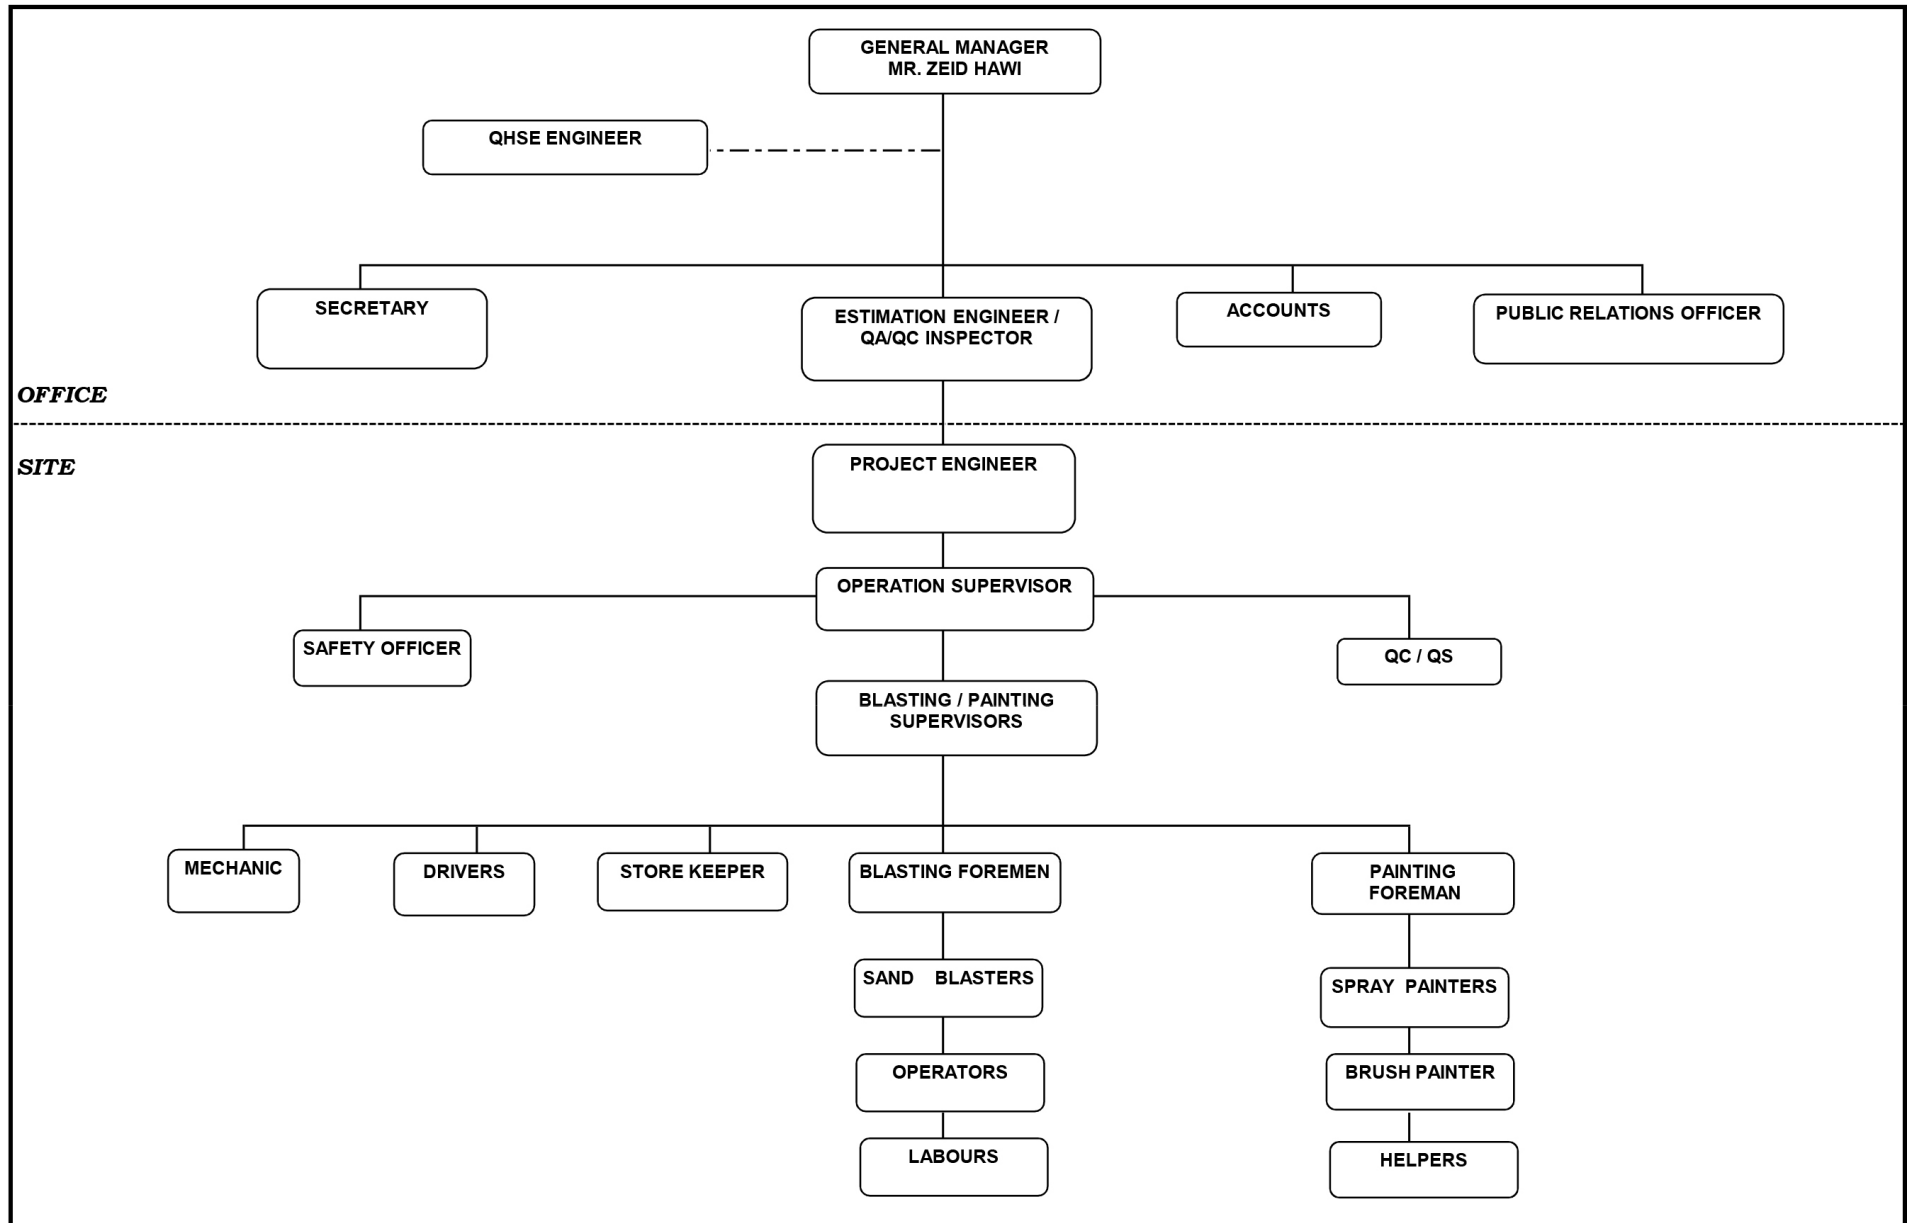 GENERAL MANAGER
MR. ZEID HAWI
QHSE ENGINEER
SECRETARY
ESTIMATION ENGINEER /
QA/QC INSPECTOR
ACCOUNTS
PUBLIC RELATIONS OFFICER
OFFICE
SITE
PROJECT ENGINEER
OPERATION SUPERVISOR
SAFETY OFFICER
QC / QS
BLASTING / PAINTING
SUPERVISORS
MECHANIC
DRIVERS
STORE KEEPER
BLASTING FOREMEN
PAINTING
FOREMAN
SAND BLASTERS
SPRAY PAINTERS
OPERATORS
BRUSH PAINTER
LABOURS
HELPERS